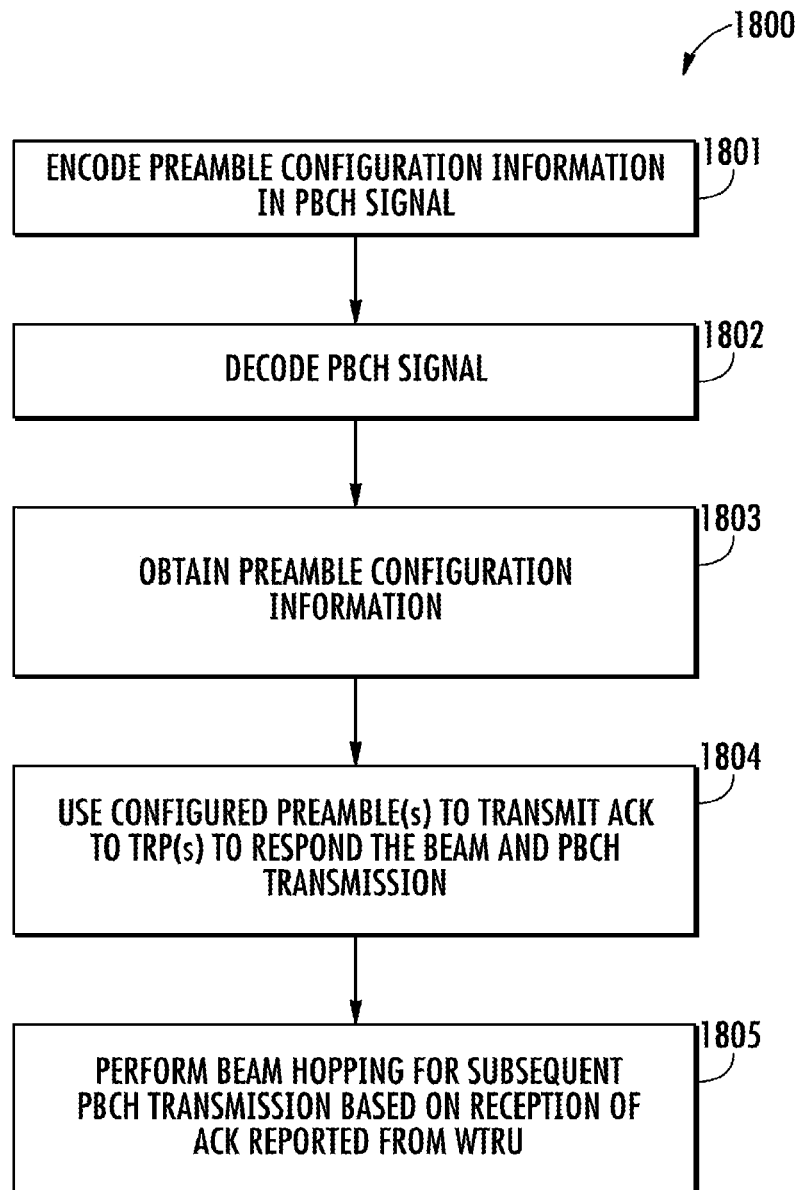 1800
1801
ENCODE PREAMBLE CONFIGURATION INFORMATION
IN PBCH SIGNAL
1802
DECODE PBCH SIGNAL
1803
OBTAIN PREAMBLE CONFIGURATION
INFORMATION
1804
USE CONFIGURED PREAMBLE(s) TO TRANSMIT ACK
TO TRP(s) TO RESPOND THE BEAM AND PBCH
TRANSMISSION
1805
PERFORM BEAM HOPPING FOR SUBSEQUENT
PBCH TRANSMISSION BASED ON RECEPTION OF
ACK REPORTED FROM WTRU